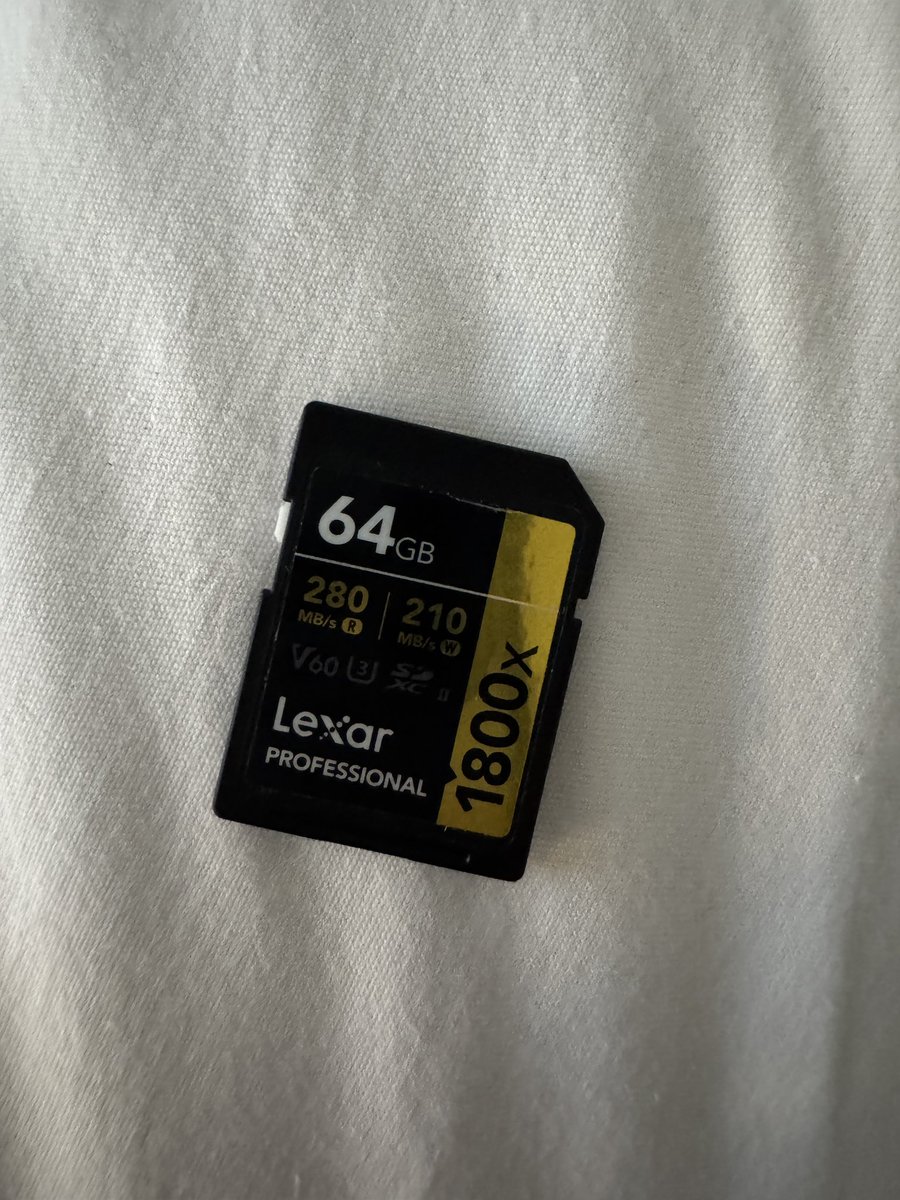 64GB
280 MB/s R | 210 MB/s W
V60 U3 SDXC II
Lexar
PROFESSIONAL
1800x